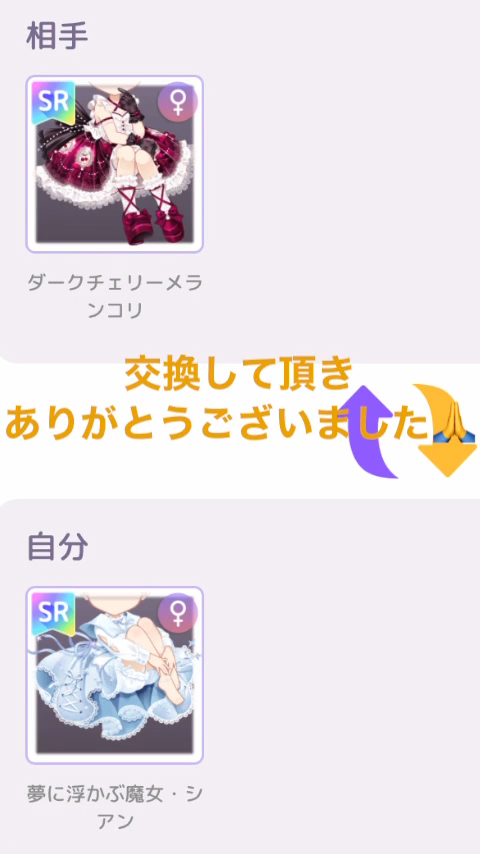 相手
SR
ダークチェリーメラ
ンコリ
交換して頂き
ありがとうございました🙏
自分
SR
夢に浮かぶ魔女・シ
アン